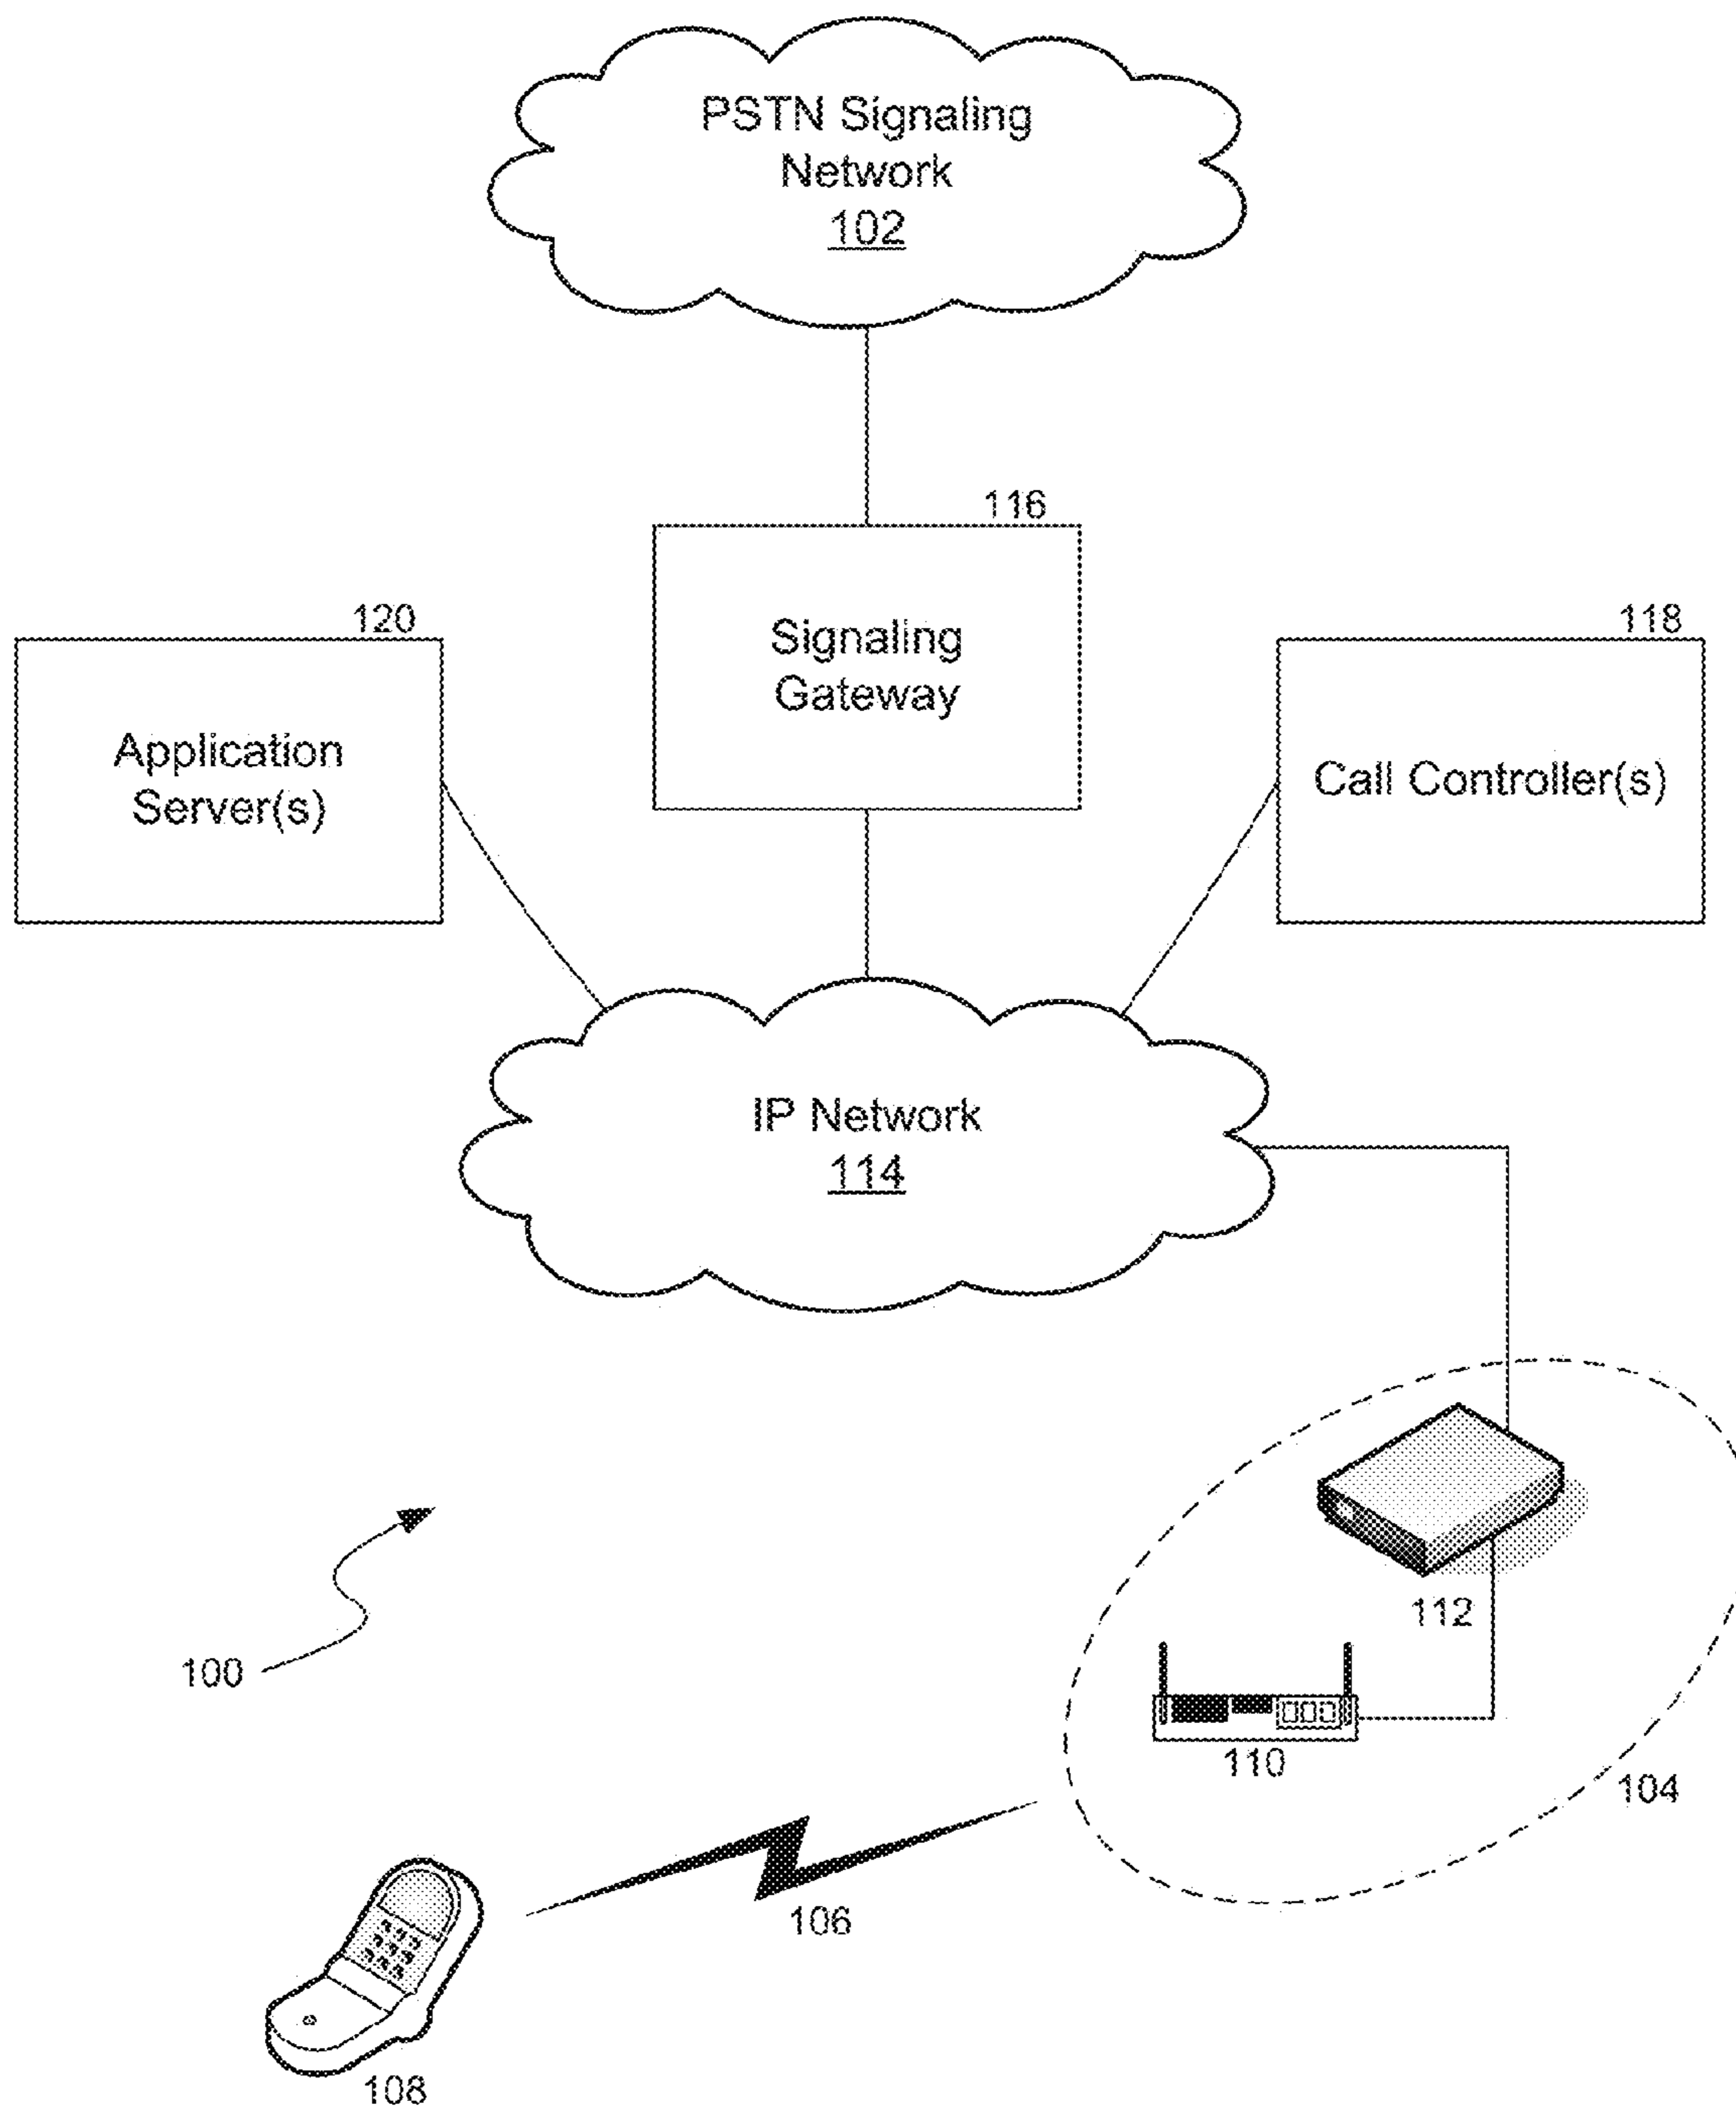 PSTN Signaling
Network
102
116
Signaling
Gateway
120
Application
Server(s)
118
Call Controller(s)
IP Network
114
112
100
110
104
106
108